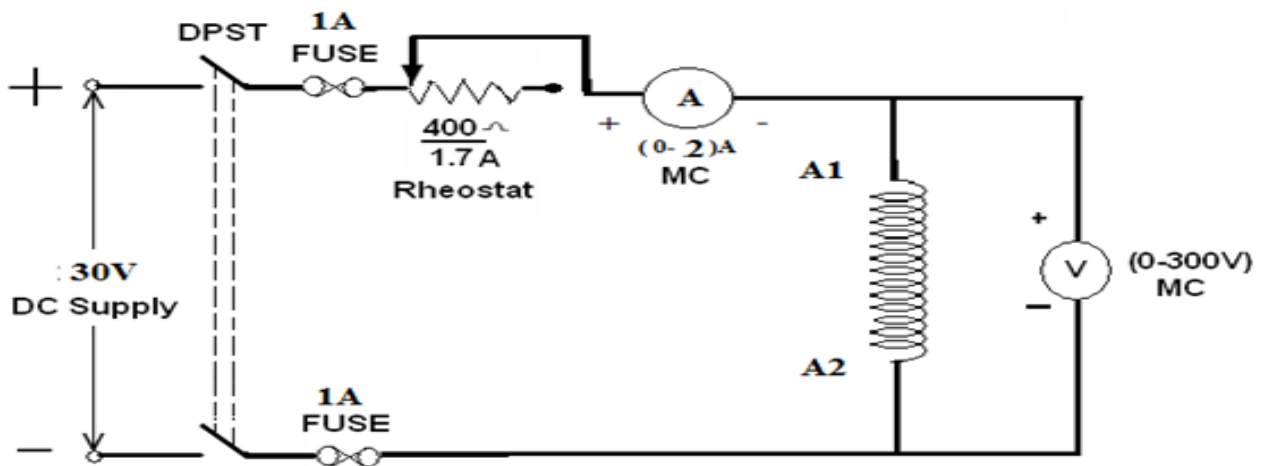 DPST
1A
FUSE
+
400 ∩
1.7 A
Rheostat
A
+ -
(0- 2)A
MC
A1
+
V
(0-300V)
MC
-
: 30V
DC Supply
A2
1A
FUSE
-